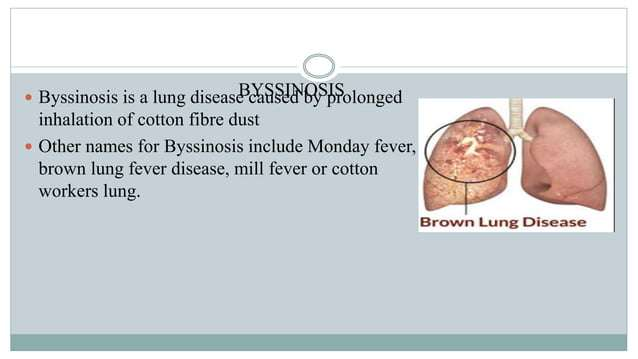 BYSSINOSIS
• Byssinosis is a lung disease caused by prolonged
inhalation of cotton fibre dust
• Other names for Byssinosis include Monday fever,
brown lung fever disease, mill fever or cotton
workers lung.
Brown Lung Disease